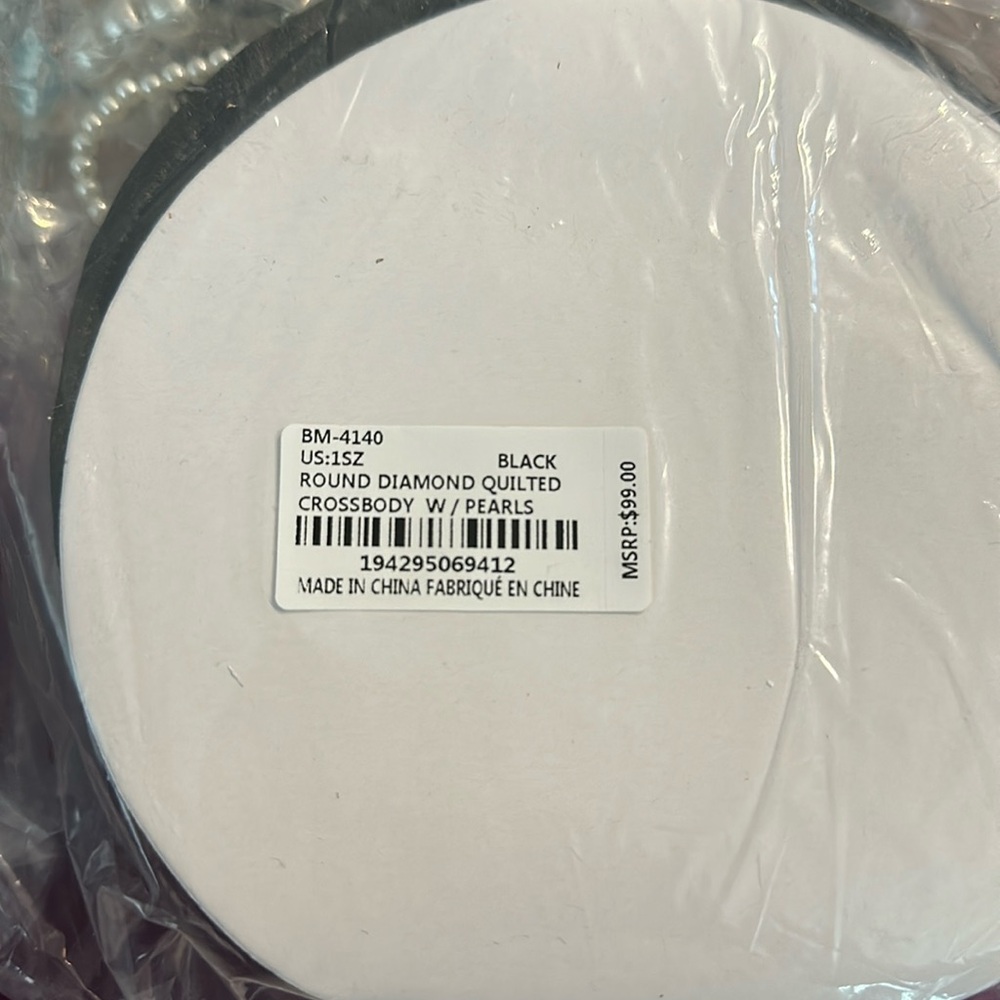 BM-4140
US:1SZ BLACK
ROUND DIAMOND QUILTED
CROSSBODY W / PEARLS
194295069412
MADE IN CHINA FABRIQUÉ EN CHINE
MSRP:$99.00